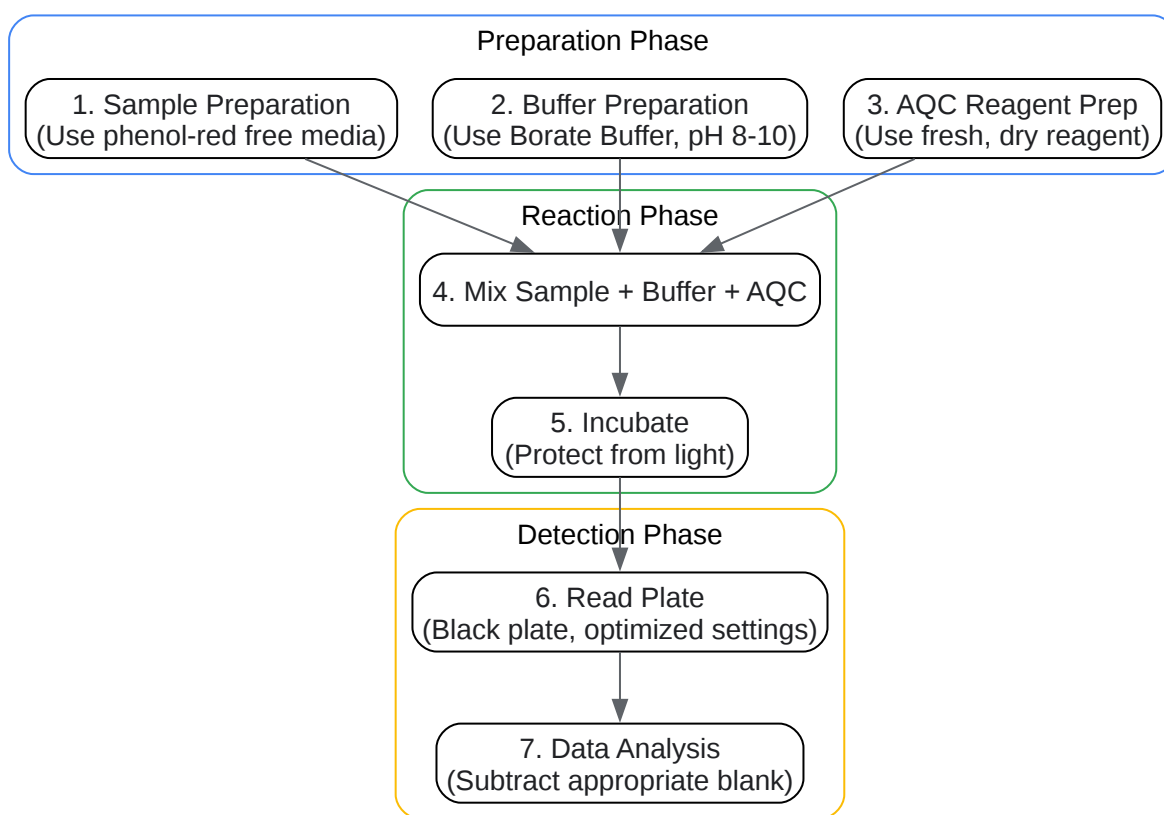 Preparation Phase
1. Sample Preparation
(Use phenol-red free media)
2. Buffer Preparation
(Use Borate Buffer, pH 8-10)
3. AQC Reagent Prep
(Use fresh, dry reagent)
Reaction Phase
4. Mix Sample + Buffer + AQC
5. Incubate
(Protect from light)
Detection Phase
6. Read Plate
(Black plate, optimized settings)
7. Data Analysis
(Subtract appropriate blank)